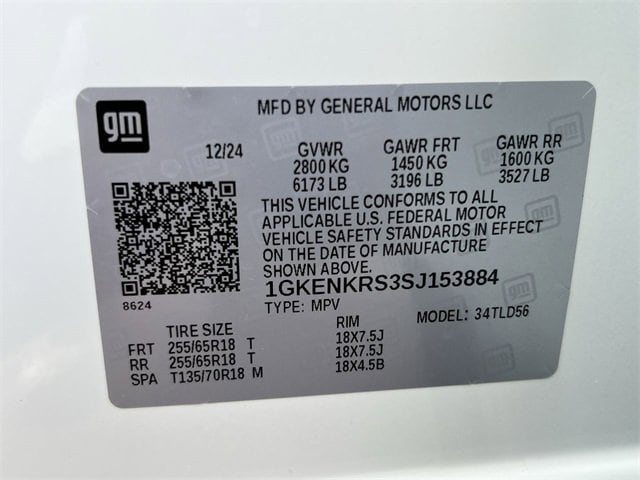 gm
MFD BY GENERAL MOTORS LLC
12/24 GVWR GAWR FRT GAWR RR
2800 KG 1450 KG 1600 KG
6173 LB 3196 LB 3527 LB
THIS VEHICLE CONFORMS TO ALL
APPLICABLE U.S. FEDERAL MOTOR
VEHICLE SAFETY STANDARDS IN EFFECT
ON THE DATE OF MANUFACTURE
SHOWN ABOVE.
8624
1GKENKRS3SJ153884
TYPE: MPV MODEL: 34TLD56
TIRE SIZE RIM
FRT 255/65R18 T 18X7.5J
RR 255/65R18 T 18X7.5J
SPA T135/70R18 M 18X4.5B